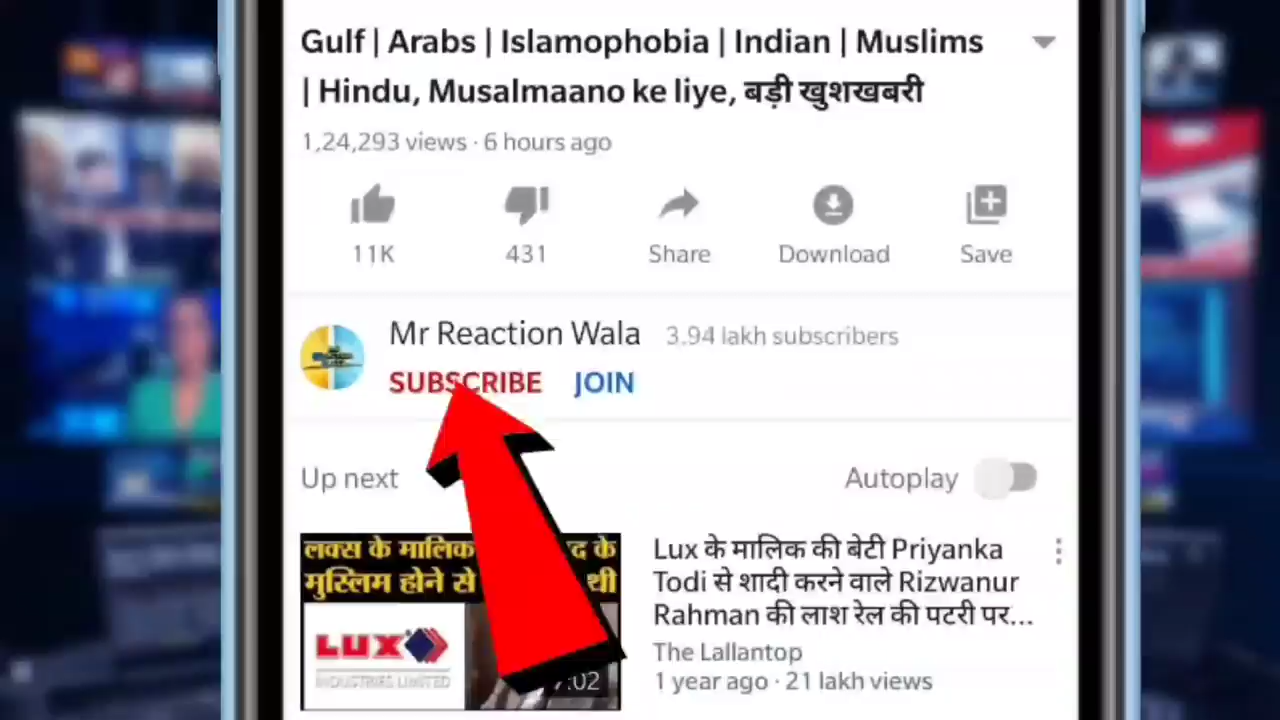 Gulf | Arabs | Islamophobia | Indian | Muslims
| Hindu, Musalmaano ke liye, बड़ी खुशखबरी
1,24,293 views · 6 hours ago
11K
431
Share
Download
Save
Mr Reaction Wala 3.94 lakh subscribers
SUBSCRIBE JOIN
Up next
Autoplay
लक्स के मालिक के
मुस्लिम होने से थी
LUX
INDUSTRIES LIMITED
:02
Lux के मालिक की बेटी Priyanka
Todi से शादी करने वाले Rizwanur
Rahman की लाश रेल की पटरी पर...
The Lallantop
1 year ago · 21 lakh views